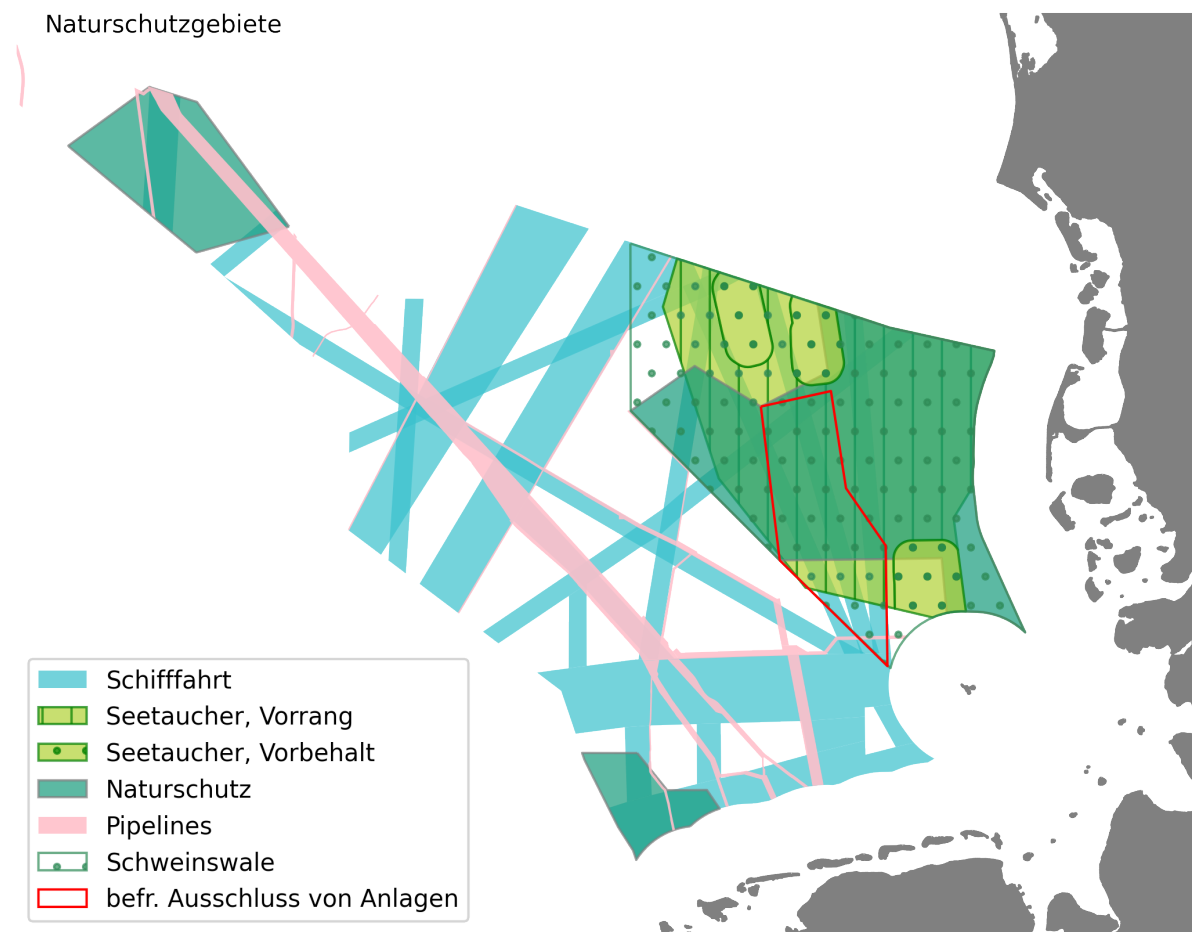 Naturschutzgebiete
Schifffahrt
Seetaucher, Vorrang
Seetaucher, Vorbehalt
Naturschutz
Pipelines
Schweinswale
befr. Ausschluss von Anlagen